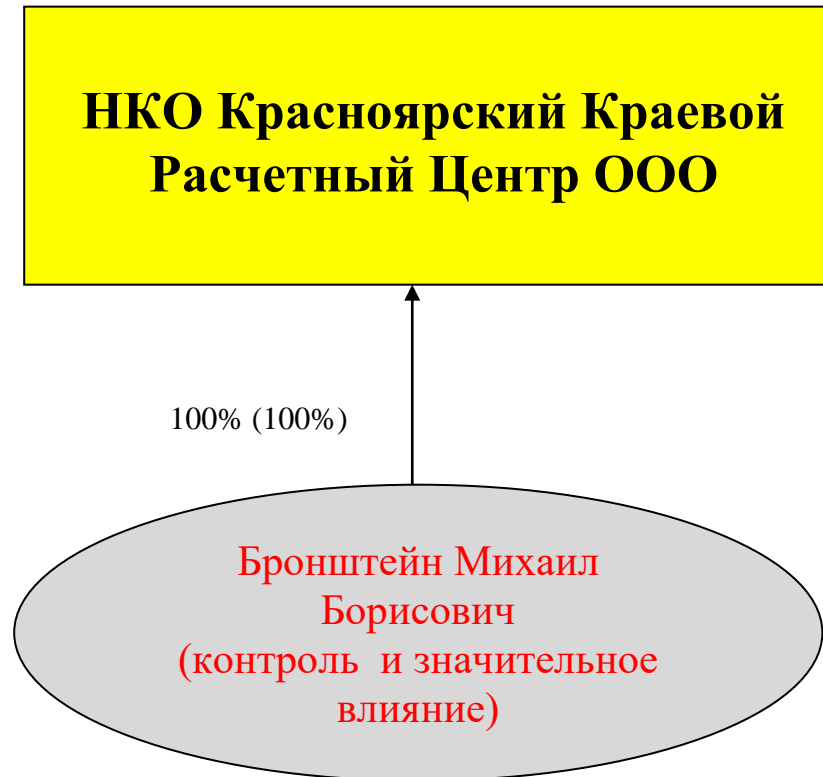 НКО Красноярский Краевой
Расчетный Центр ООО
100% (100%)
Бронштейн Михаил
Борисович
(контроль и значительное
влияние)